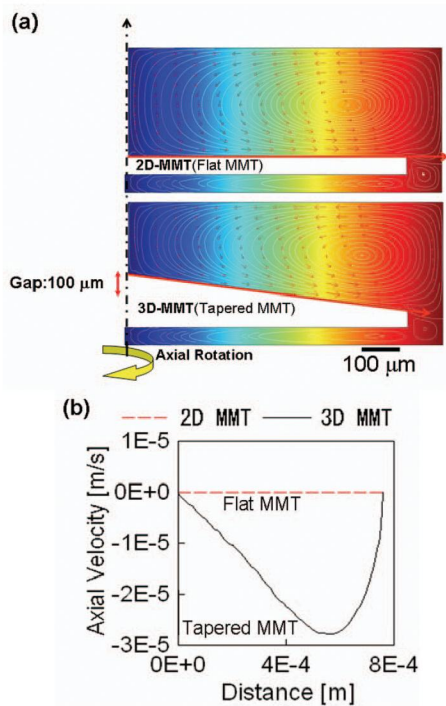 (a)
2D-MMT(Flat MMT)
Gap:100 μm
3D-MMT(Tapered MMT)
Axial Rotation
100 μm
(b)
2D MMT 3D MMT
1E-5
0E+0
-1E-5
-2E-5
-3E-5
Axial Velocity [m/s]
Flat MMT
Tapered MMT
0E+0 4E-4 8E-4
Distance [m]